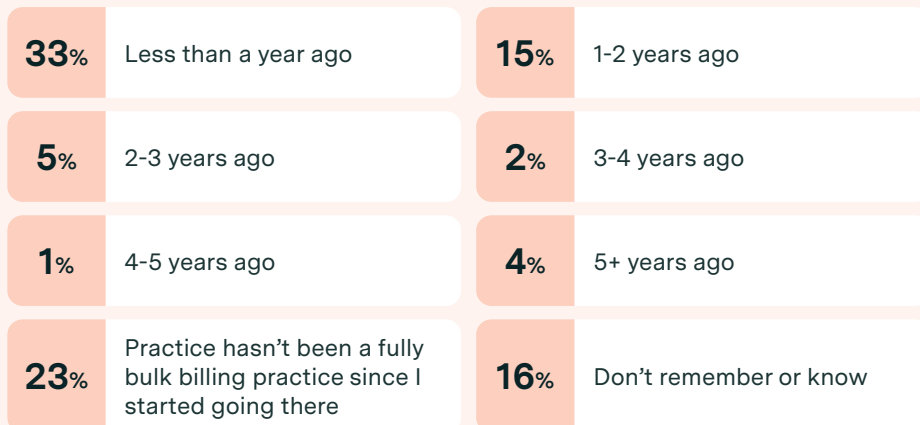 33% Less than a year ago
15% 1-2 years ago
5% 2-3 years ago
2% 3-4 years ago
1% 4-5 years ago
4% 5+ years ago
23% Practice hasn’t been a fully
bulk billing practice since I
started going there
16% Don’t remember or know